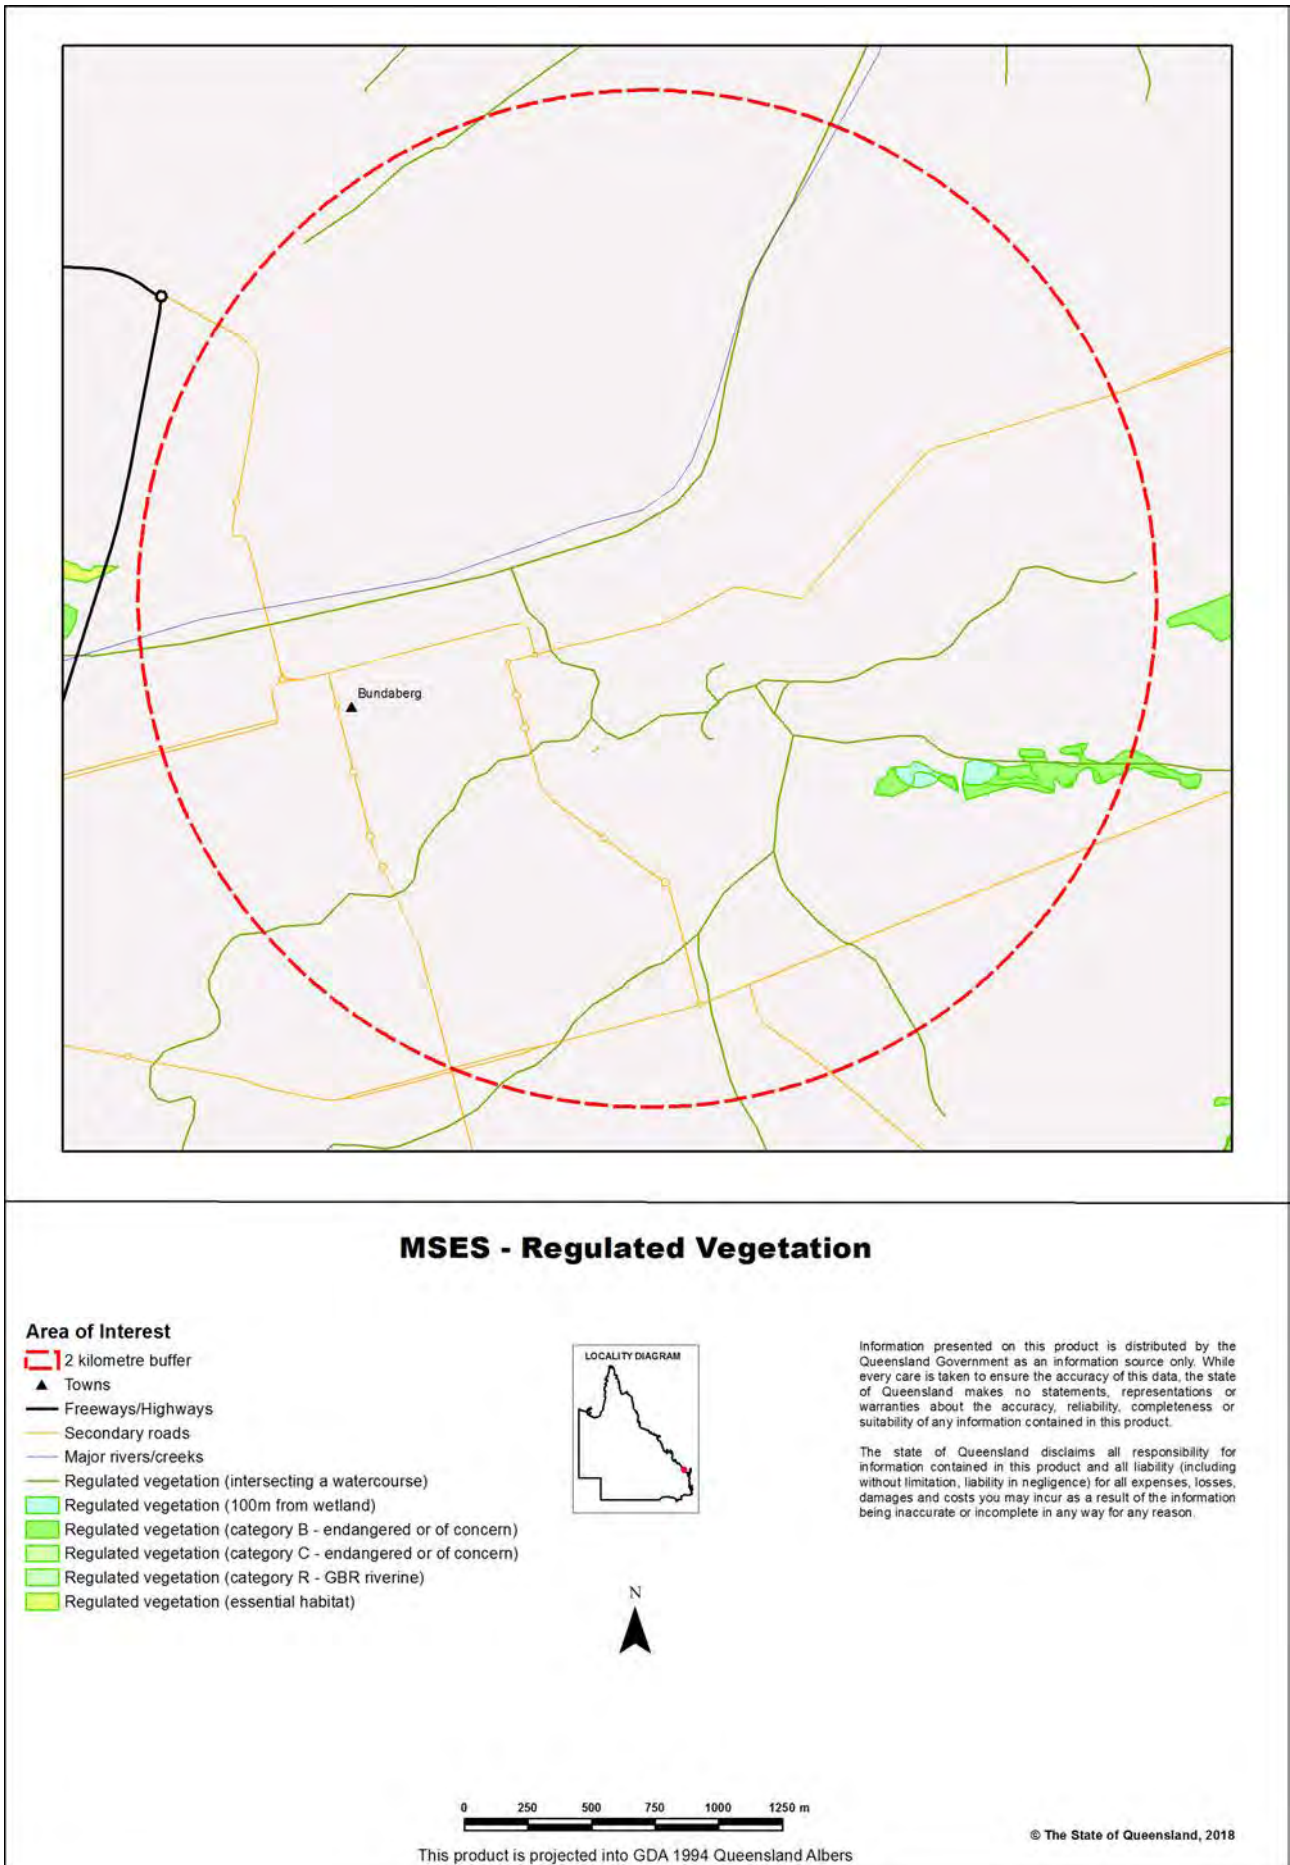 Bundaberg
MSES - Regulated Vegetation
Area of Interest
2 kilometre buffer
Towns
Freeways/Highways
Secondary roads
Major rivers/creeks
Regulated vegetation (intersecting a watercourse)
Regulated vegetation (100m from wetland)
Regulated vegetation (category B - endangered or of concern)
Regulated vegetation (category C - endangered or of concern)
Regulated vegetation (category R - GBR riverine)
Regulated vegetation (essential habitat)
LOCALITY DIAGRAM
N
Information presented on this product is distributed by the
Queensland Government as an information source only. While
every care is taken to ensure the accuracy of this data, the state
of Queensland makes no statements, representations or
warranties about the accuracy, reliability, completeness or
suitability of any information contained in this product.
The state of Queensland disclaims all responsibility for
information contained in this product and all liability (including
without limitation, liability in negligence) for all expenses, losses,
damages and costs you may incur as a result of the information
being inaccurate or incomplete in any way for any reason.
0 250 500 750 1000 1250 m
This product is projected into GDA 1994 Queensland Albers
© The State of Queensland, 2018